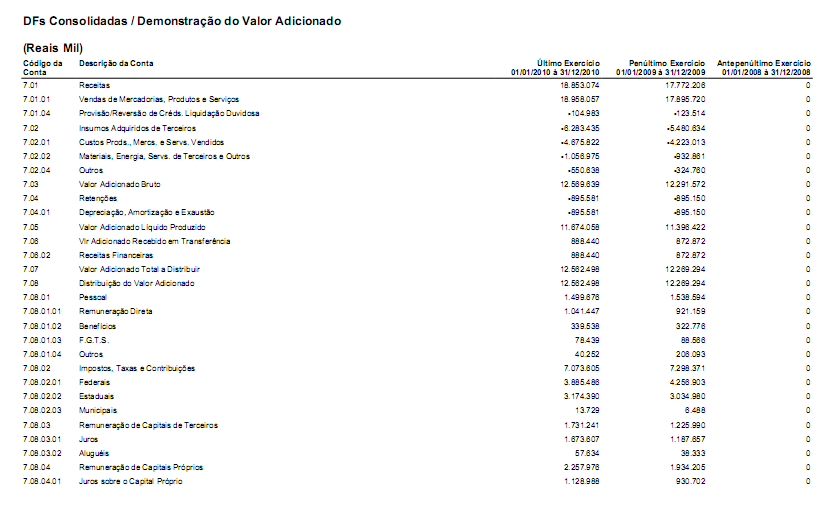 DFs Consolidadas / Demonstração do Valor Adicionado
(Reais Mil)
Código da Conta Descrição da Conta Último Exercício 01/01/2010 à 31/12/2010 Penúltimo Exercício 01/01/2009 à 31/12/2009 Antepenúltimo Exercício 01/01/2008 à 31/12/2008
7.01 Receitas 18.853.074 17.772.206 0
7.01.01 Vendas de Mercadorias, Produtos e Serviços 18.958.057 17.895.720 0
7.01.04 Provisão/Reversão de Créds. Liquidação Duvidosa -104.983 -123.514 0
7.02 Insumos Adquiridos de Terceiros -6.283.435 -5.480.634 0
7.02.01 Custos Prods., Mercs. e Servs. Vendidos -4.675.822 -4.223.013 0
7.02.02 Materiais, Energia, Servs. de Terceiros e Outros -1.056.975 -932.861 0
7.02.04 Outros -550.638 -324.760 0
7.03 Valor Adicionado Bruto 12.569.639 12.291.572 0
7.04 Retenções -895.581 -895.150 0
7.04.01 Depreciação, Amortização e Exaustão -895.581 -895.150 0
7.05 Valor Adicionado Líquido Produzido 11.674.058 11.396.422 0
7.06 Vlr Adicionado Recebido em Transferência 888.440 872.872 0
7.06.02 Receitas Financeiras 888.440 872.872 0
7.07 Valor Adicionado Total a Distribuir 12.562.498 12.269.294 0
7.08 Distribuição do Valor Adicionado 12.562.498 12.269.294 0
7.08.01 Pessoal 1.499.676 1.538.594 0
7.08.01.01 Remuneração Direta 1.041.447 921.159 0
7.08.01.02 Benefícios 339.538 322.776 0
7.08.01.03 F.G.T.S. 78.439 88.566 0
7.08.01.04 Outros 40.252 206.093 0
7.08.02 Impostos, Taxas e Contribuições 7.073.605 7.298.371 0
7.08.02.01 Federais 3.885.486 4.256.903 0
7.08.02.02 Estaduais 3.174.390 3.034.980 0
7.08.02.03 Municipais 13.729 6.488 0
7.08.03 Remuneração de Capitais de Terceiros 1.731.241 1.225.990 0
7.08.03.01 Juros 1.673.607 1.187.657 0
7.08.03.02 Aluguéis 57.634 38.333 0
7.08.04 Remuneração de Capitais Próprios 2.257.976 1.934.205 0
7.08.04.01 Juros sobre o Capital Próprio 1.128.988 930.702 0